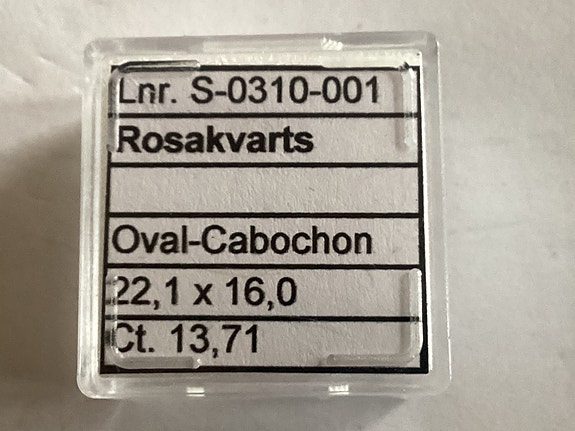 Lnr. S-0310-001
Rosakvarts
Oval-Cabochon
22,1 x 16,0
Ct. 13,71